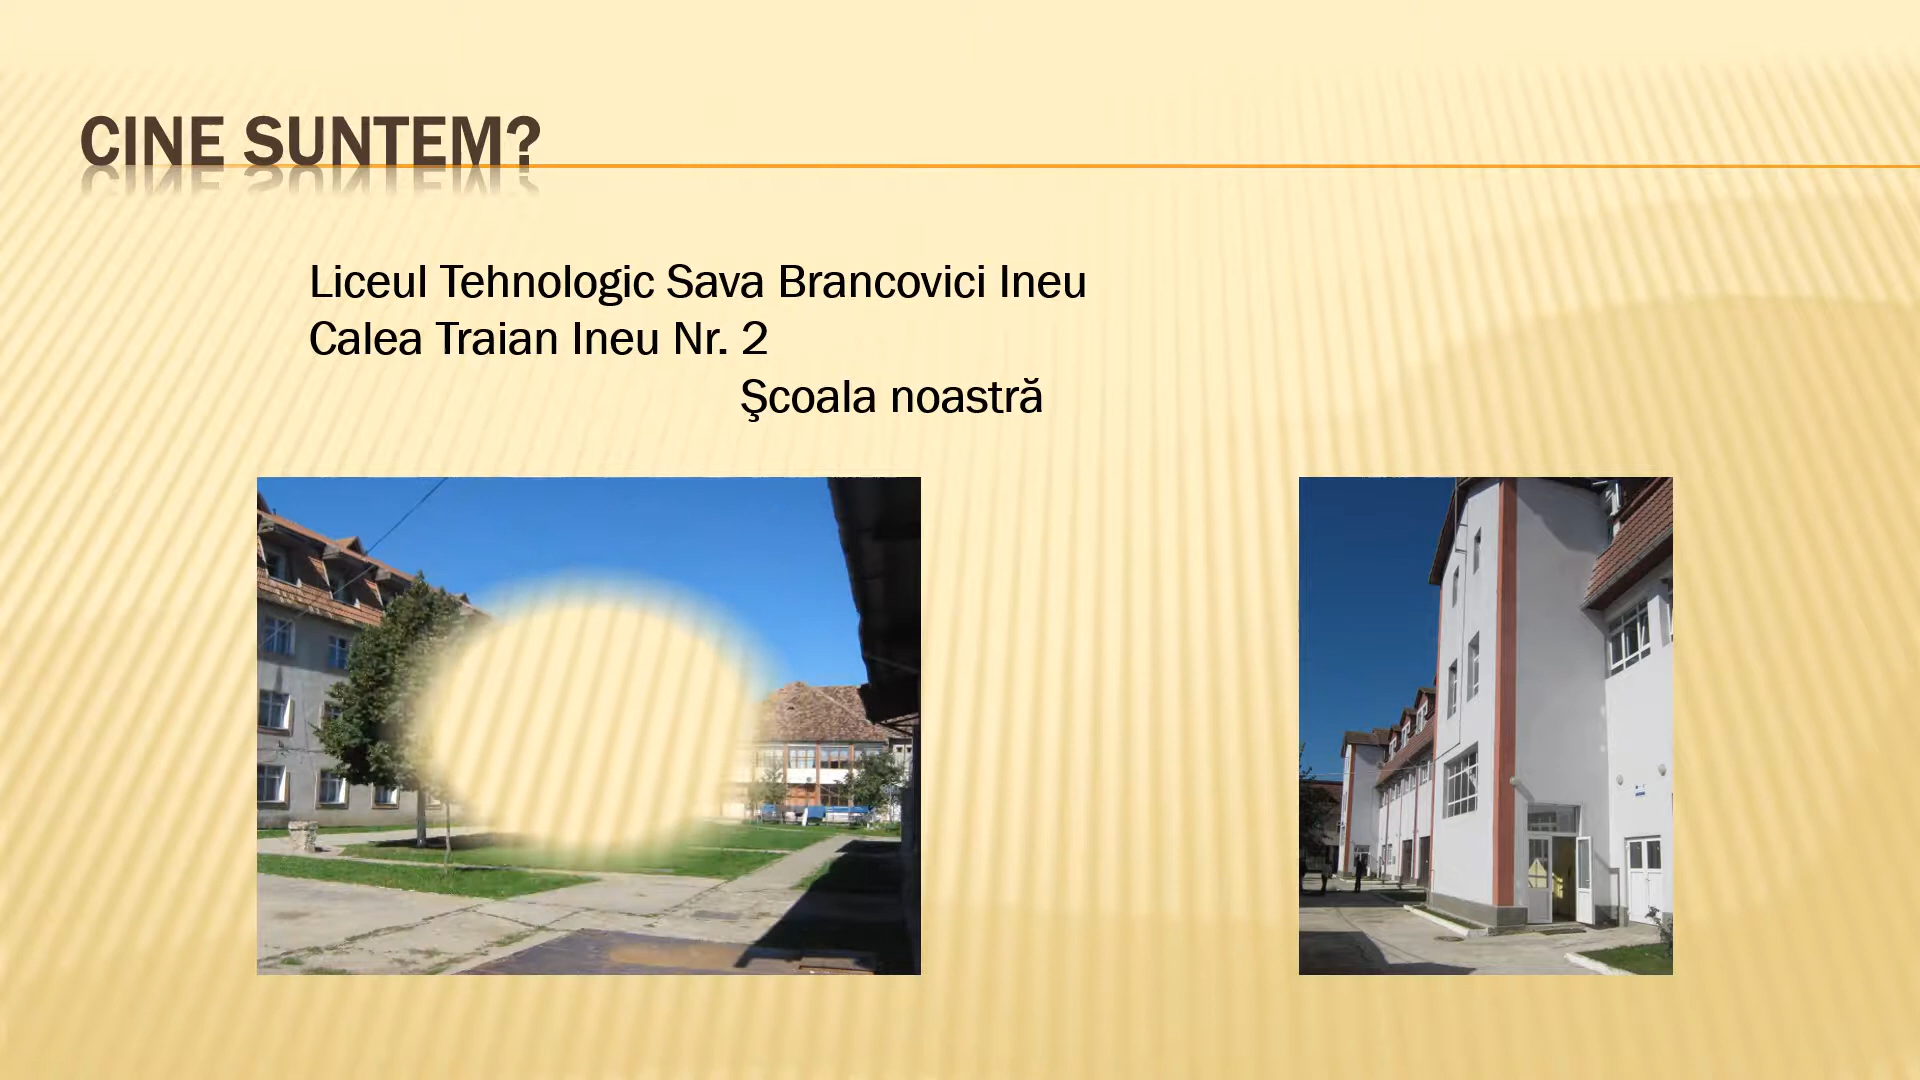 CINE SUNTEM?
Liceul Tehnologic Sava Brancovici Ineu
Calea Traian Ineu Nr. 2
Şcoala noastră